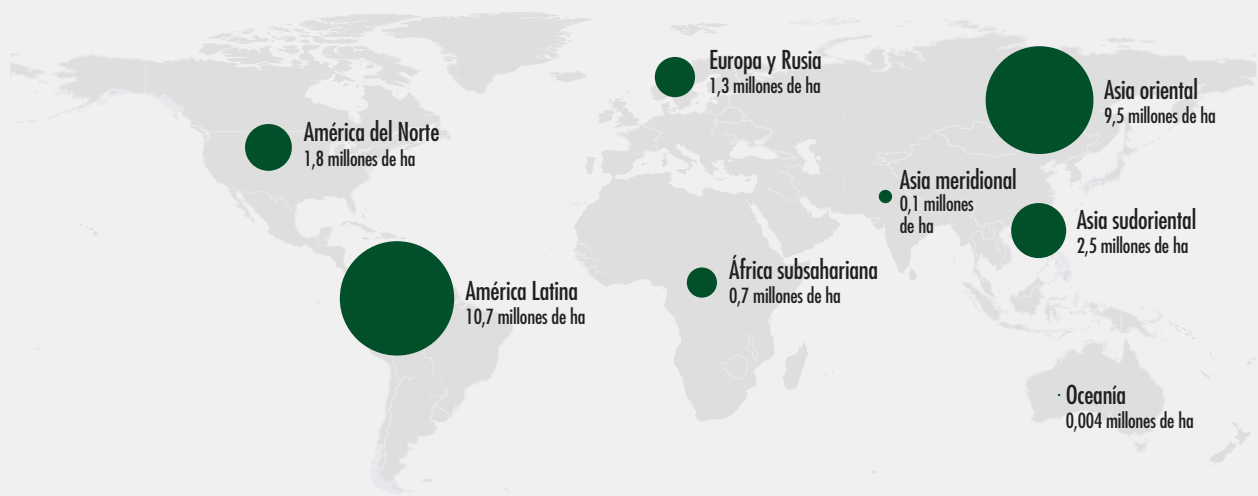 Europa y Rusia
1,3 millones de ha
Asia oriental
9,5 millones de ha
América del Norte
1,8 millones de ha
Asia meridional
0,1 millones
de ha
Asia sudoriental
2,5 millones de ha
África subsahariana
0,7 millones de ha
América Latina
10,7 millones de ha
Oceanía
0,004 millones de ha